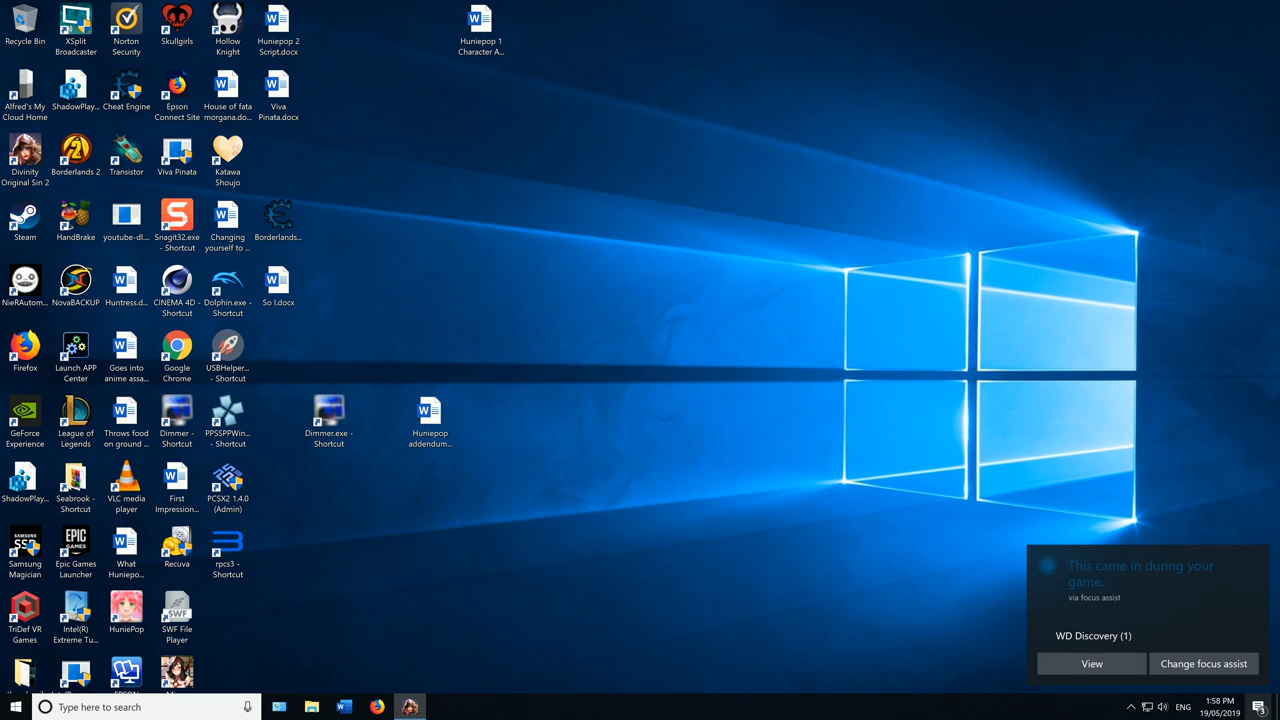 Recycle Bin
XSplit
Broadcaster
Norton
Security
Skullgirls
Hollow
Knight
Huniepop 2
Script.docx
Huniepop 1
Character A...
Alfred's My
Cloud Home
ShadowPlay...
Cheat Engine
Epson
Connect Site
House of fata
morgana.do...
Viva
Pinata.docx
Divinity
Original Sin 2
Borderlands 2
Transistor
Viva Pinata
Katawa
Shoujo
Steam
HandBrake
youtube-dl....
Snagit32.exe
- Shortcut
Changing
yourself to ...
Borderlands...
NieRAutom...
NovaBACKUP
Huntress.d...
CINEMA 4D -
Shortcut
Dolphin.exe -
Shortcut
So I.docx
Firefox
Launch APP
Center
Goes into
anime assa...
Google
Chrome
USBHelper...
- Shortcut
GeForce
Experience
League of
Legends
Throws food
on ground ...
Dimmer -
Shortcut
PPSSPPWin...
- Shortcut
Dimmer.exe -
Shortcut
Huniepop
addendum...
ShadowPlay...
Seabrook -
Shortcut
VLC media
player
First
Impression...
PCSX2 1.4.0
(Admin)
SAMSUNG
SSD
Samsung
Magician
EPIC
GAMES
Epic Games
Launcher
What
Huniepo...
Recuva
rpcs3 -
Shortcut
TriDef VR
Games
Intel(R)
Extreme Tu...
HuniePop
SWF
SWF File
Player
This came in during your
game.
via focus assist
WD Discovery (1)
View
Change focus assist
Type here to search
ENG
1:58 PM
19/05/2019
3